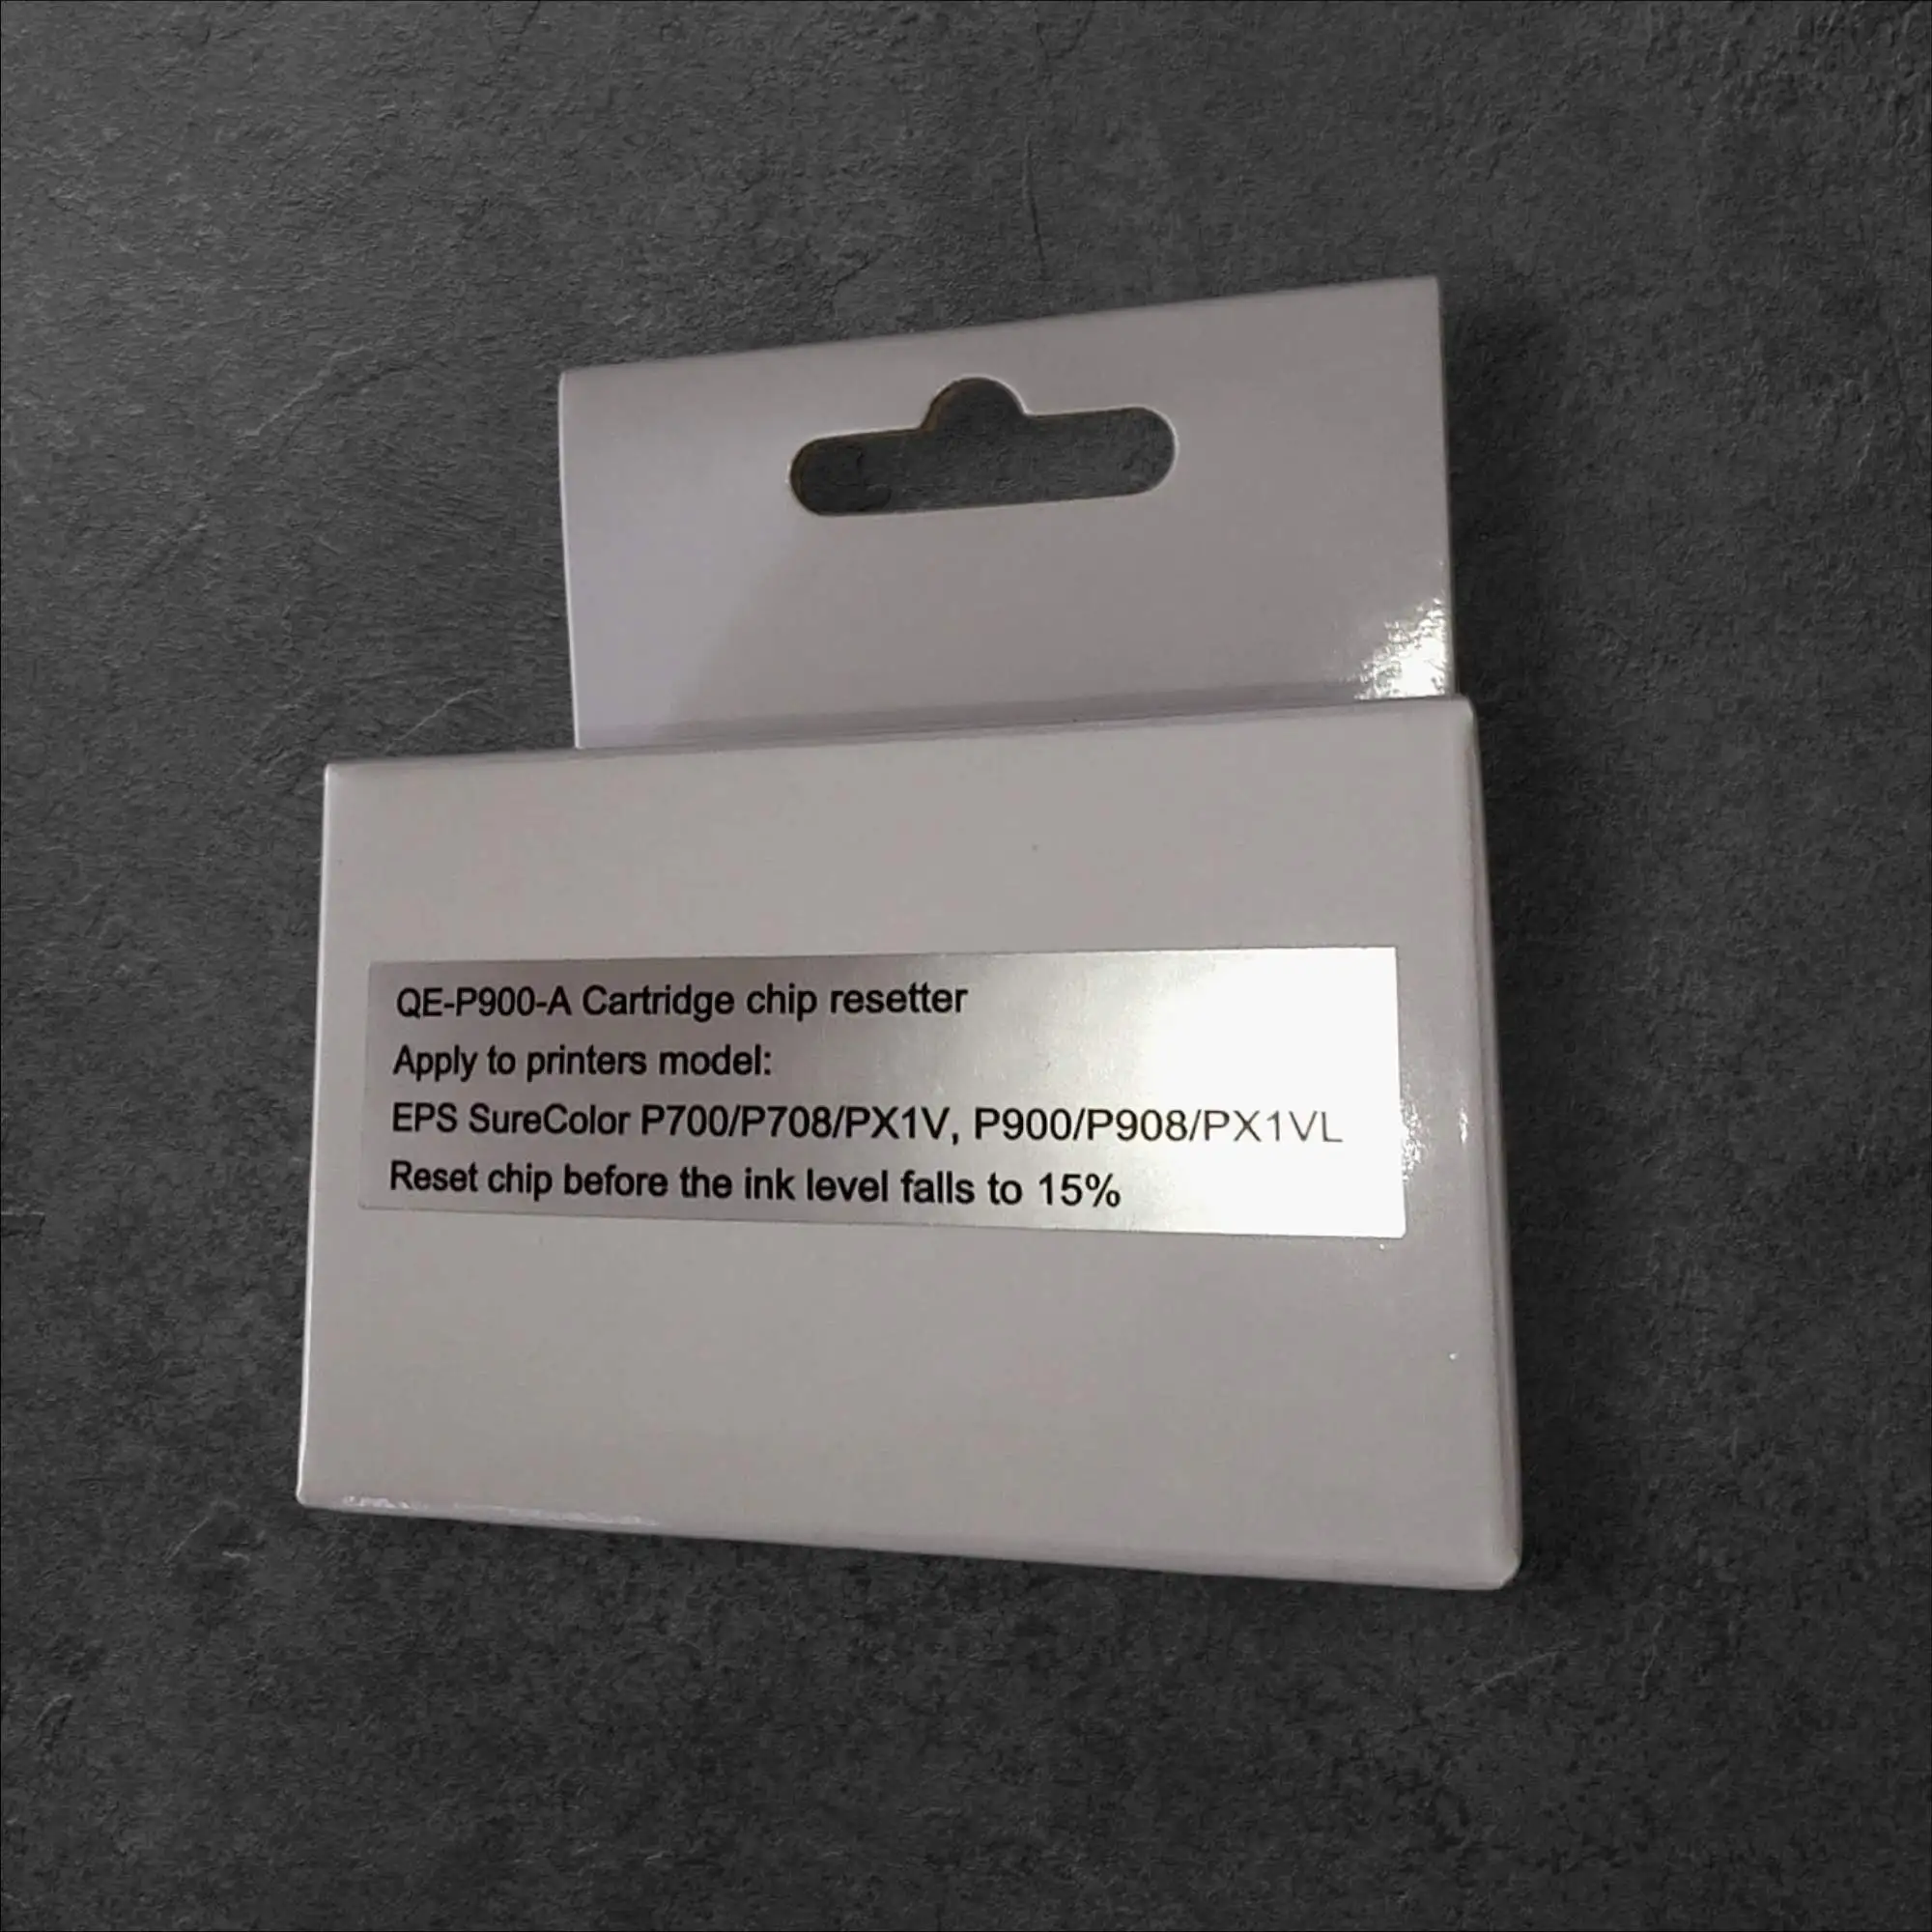 QE-P900-A Cartridge chip resetter
Apply to printers model:
EPS SureColor P700/P708/PX1V, P900/P908/PX1VL
Reset chip before the ink level falls to 15%